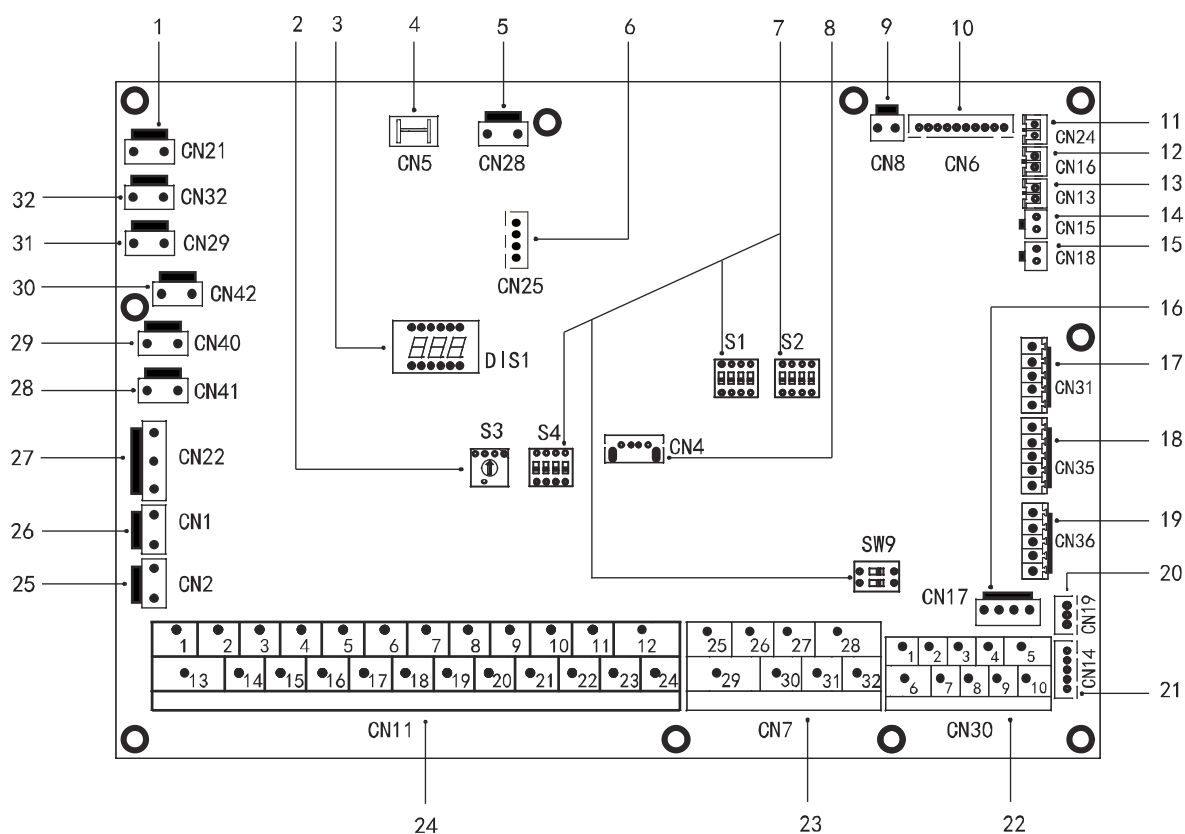 1 2 3 4 5 6 7 8 9 10
11
CN21 CN5 CN28 CN8 CN6 CN24
12
CN16
32 CN32 13
CN13
14
CN15
31 CN29 15
CN18
CN25
30 CN42
16
29 CN40 3 DIS1 S1 S2
17
28 CN41 CN31
S3 S4 CN4 18
27 CN22 CN35
26 CN1 19
SW9 CN36
25 CN2 20
CN17 CN19
1 2 3 4 5 6 7 8 9 10 11 12 25 26 27 28 1 2 3 4 5
13 14 15 16 17 18 19 20 21 22 23 24 29 30 31 32 6 7 8 9 10 CN14 21
CN11 CN7 CN30
24 23 22